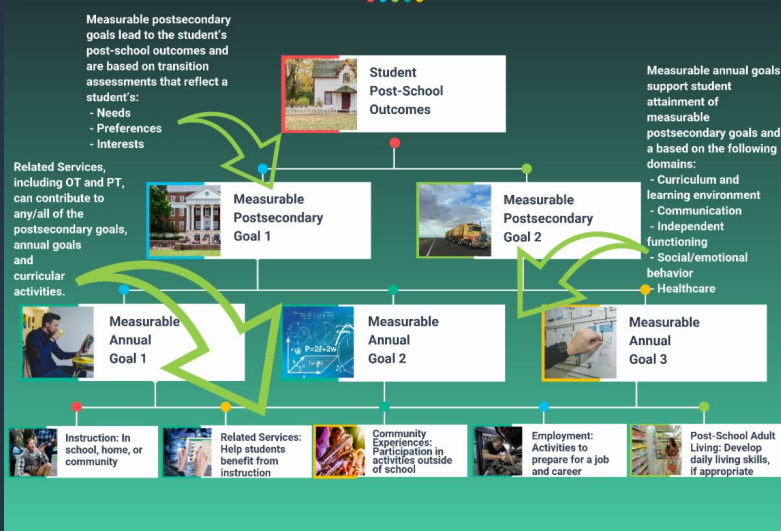 Measurable postsecondary
goals lead to the student's
post-school outcomes and
are based on transition
assessments that reflect a
student's:
- Needs
- Preferences
- Interests
Student
Post-School
Outcomes
Measurable annual goals
support student
attainment of
measurable
postsecondary goals and
a based on the following
domains:
- Curriculum and
learning environment
- Communication
- Independent
functioning
- Social/emotional
behavior
- Healthcare
Related Services,
including OT and PT,
can contribute to
any/all of the
postsecondary goals,
annual goals
and
curricular
activities.
Measurable
Postsecondary
Goal 1
Measurable
Postsecondary
Goal 2
Measurable
Annual
Goal 1
P=2ℓ+2w
Measurable
Annual
Goal 2
Measurable
Annual
Goal 3
Instruction: In
school, home, or
community
Related Services:
Help students
benefit from
instruction
Community
Experiences:
Participation in
activities outside
of school
Employment:
Activities to
prepare for a job
and career
Post-School Adult
Living: Develop
daily living skills,
if appropriate